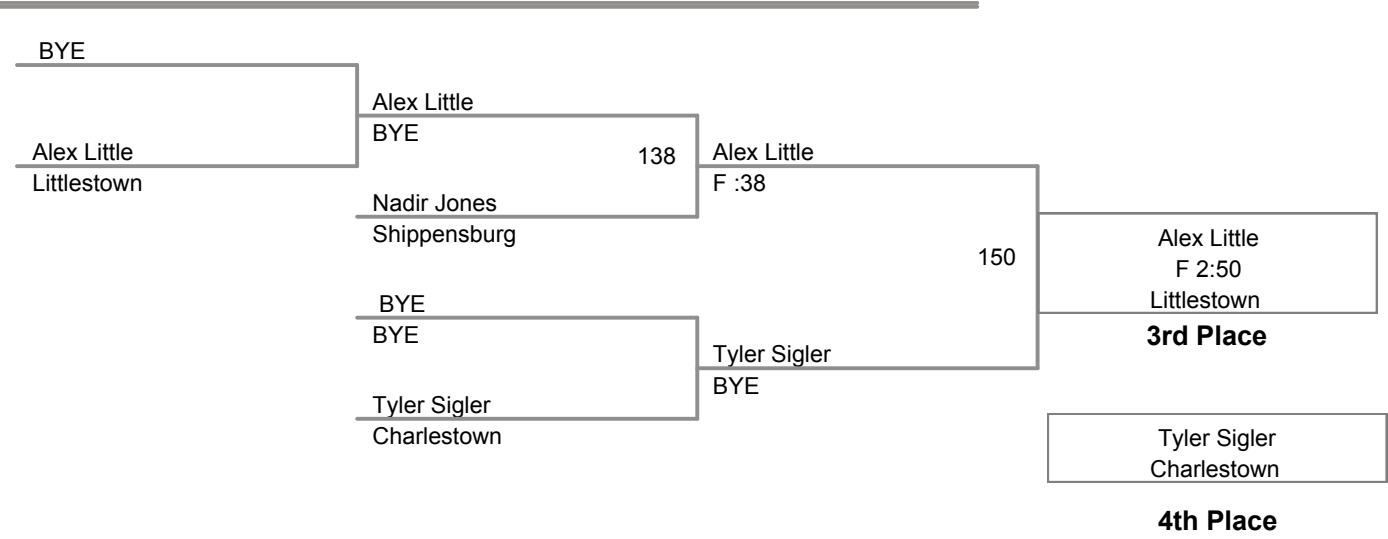 BYE
Alex Little
Littlestown
Alex Little
BYE
138
Nadir Jones
Shippensburg
BYE
BYE
Tyler Sigler
Charlestown
Alex Little
F :38
150
Tyler Sigler
BYE
Alex Little
F 2:50
Littlestown
3rd Place
Tyler Sigler
Charlestown
4th Place